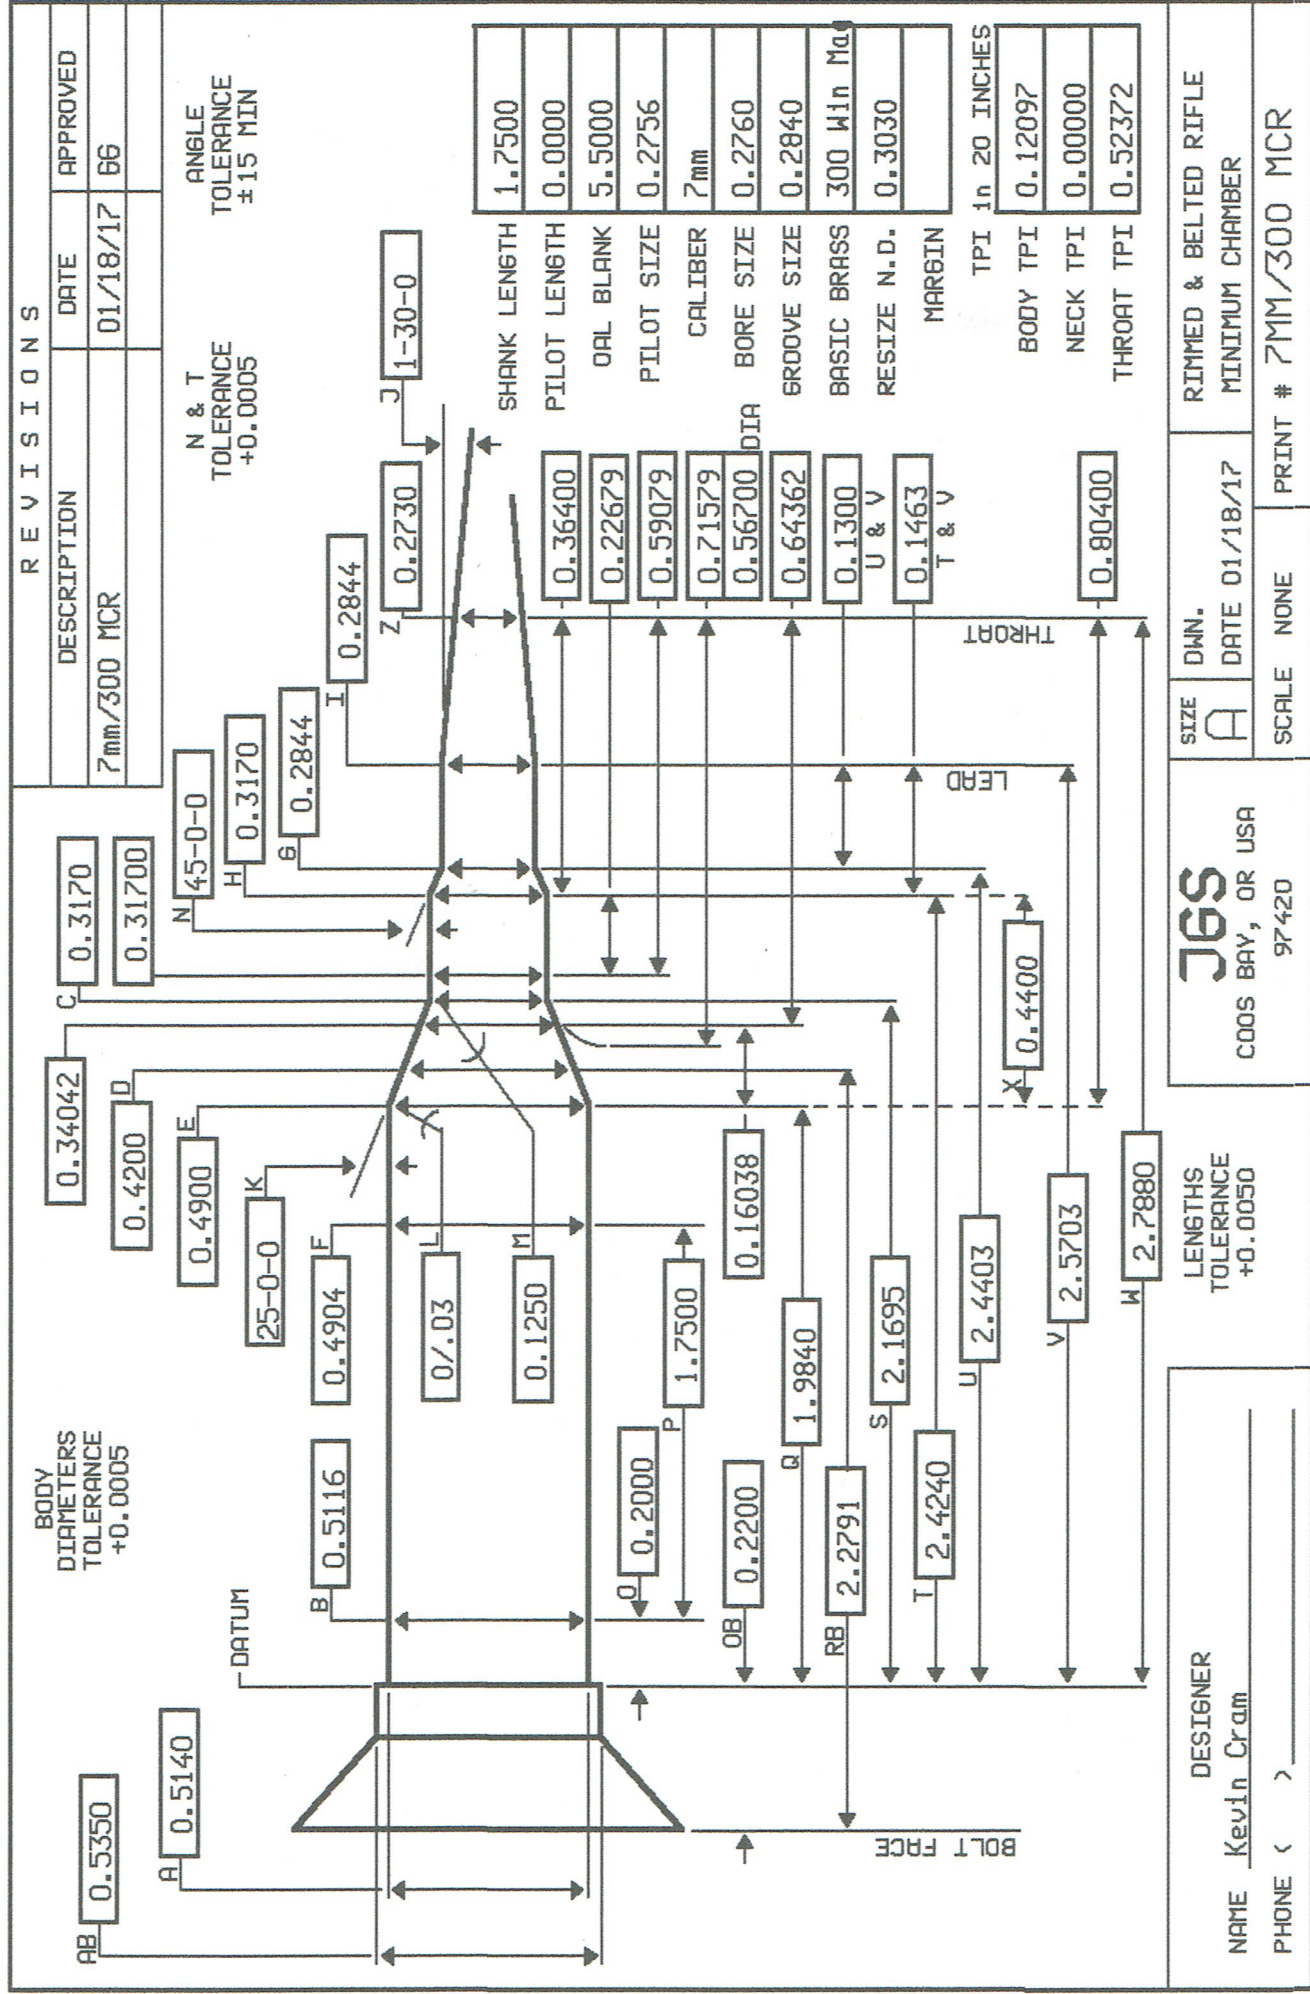 REVISIONS
DESCRIPTION DATE APPROVED
7mm/300 MCR 01/18/17 GG
BODY
DIAMETERS
TOLERANCE
+0.0005
N & T
TOLERANCE
+0.0005
ANGLE
TOLERANCE
±15 MIN
AB 0.5350
A 0.5140
DATUM
B 0.5116
F 0.4904
K 25-0-0
E 0.4900
D 0.4200
0.34042
C 0.3170
0.31700
N 45-0-0
H 0.3170
G 0.2844
I 0.2844
Z 0.2730
J 1-30-0
L 0/.03
M 0.1250
O 0.2000
P 1.7500
OB 0.2200
0.16038
Q 1.9840
RB 2.2791
S 2.1695
T 2.4240
U 2.4403
X 0.4400
V 2.5703
W 2.7880
BOLT FACE
LEAD
THROAT
0.36400
0.22679
0.59079
0.71579
0.56700 DIA
0.64362
0.1300
U & V
0.1463
T & V
0.80400
SHANK LENGTH 1.7500
PILOT LENGTH 0.0000
OAL BLANK 5.5000
PILOT SIZE 0.2756
CALIBER 7mm
BORE SIZE 0.2760
GROOVE SIZE 0.2840
BASIC BRASS 300 Win Mag
RESIZE N.D. 0.3030
MARGIN
TPI in 20 INCHES
BODY TPI 0.12097
NECK TPI 0.00000
THROAT TPI 0.52372
LENGTHS
TOLERANCE
+0.0050
DESIGNER
NAME Kevin Cram
PHONE ( )
JGS
COOS BAY, OR USA
97420
SIZE
A
DWN.
DATE 01/18/17
RIMMED & BELTED RIFLE
MINIMUM CHAMBER
SCALE NONE
PRINT # 7MM/300 MCR